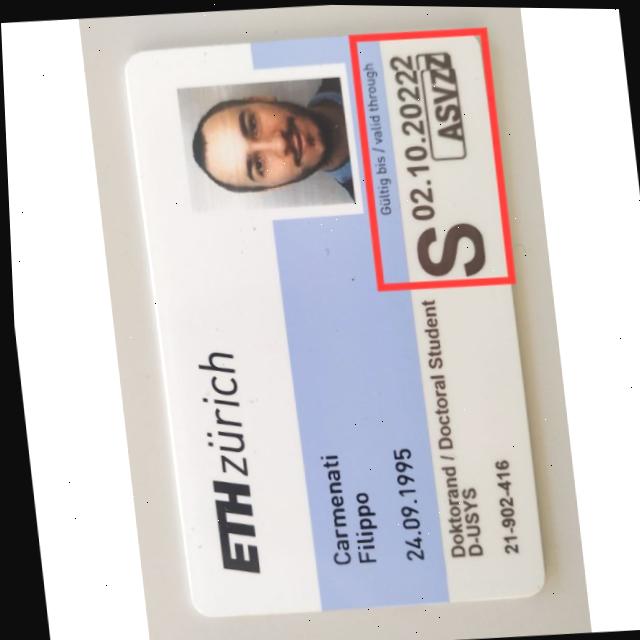 ETH zürich
Carmenati
Filippo
24.09.1995
Doktorand / Doctoral Student
D-USYS
21-902-416
Gültig bis / valid through
S 02.10.2022
ASVZ